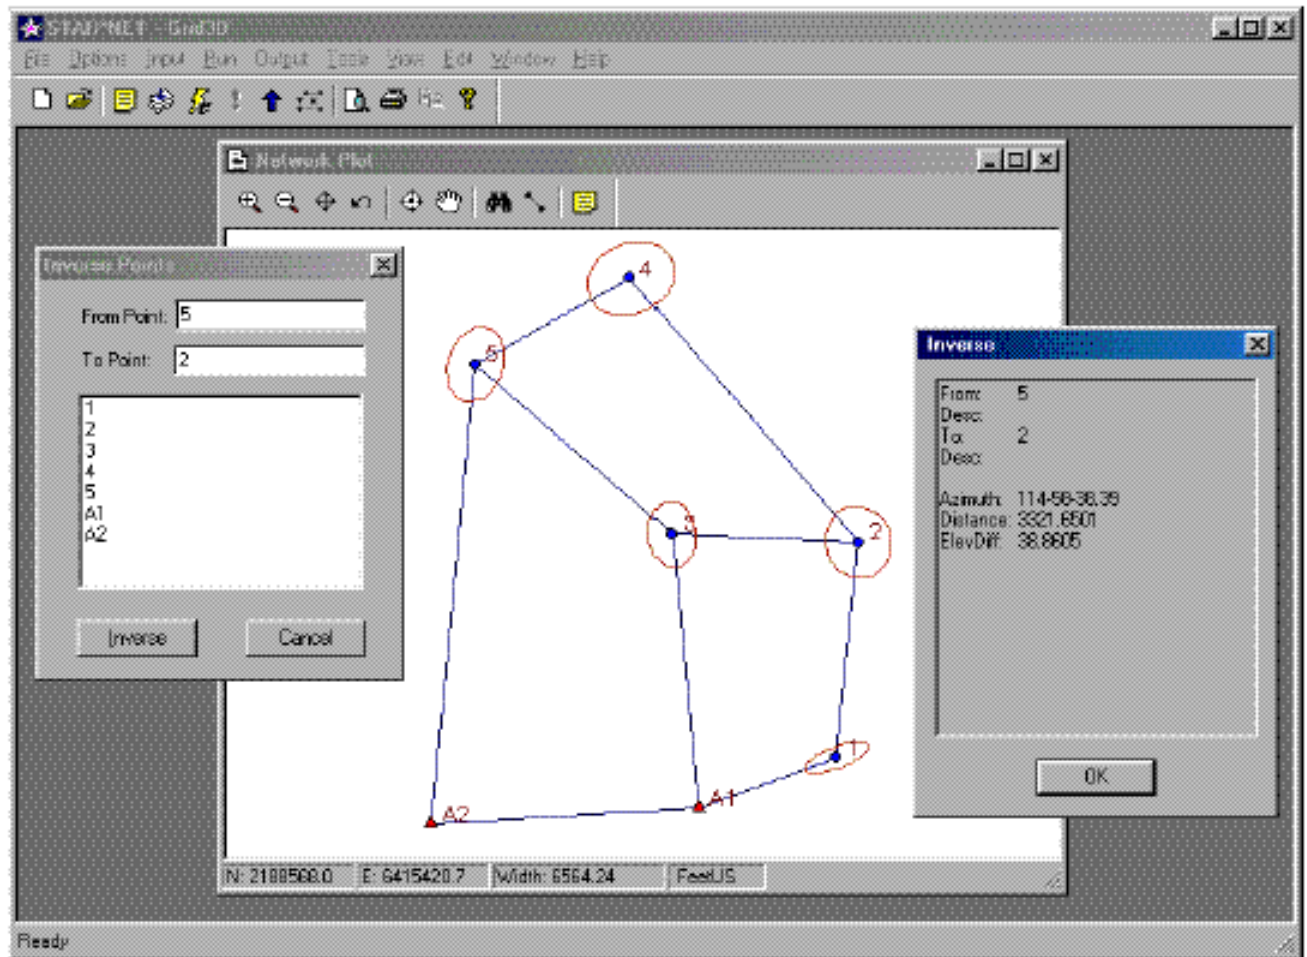 STAR*NET - Grid3D
File Options Input Run Output Tools View Edit Window Help
Network Plot
Inverse Points
From Point: 5
To Point: 2
1
2
3
4
5
A1
A2
Inverse
Cancel
4
5
3
2
1
A1
A2
Inverse
From: 5
Desc:
To: 2
Desc:
Azimuth: 114-56-38.39
Distance: 3321.6501
ElevDiff: 38.8605
OK
N: 2188568.0 E: 6415420.7 Width: 6564.24 FeetUS
Ready